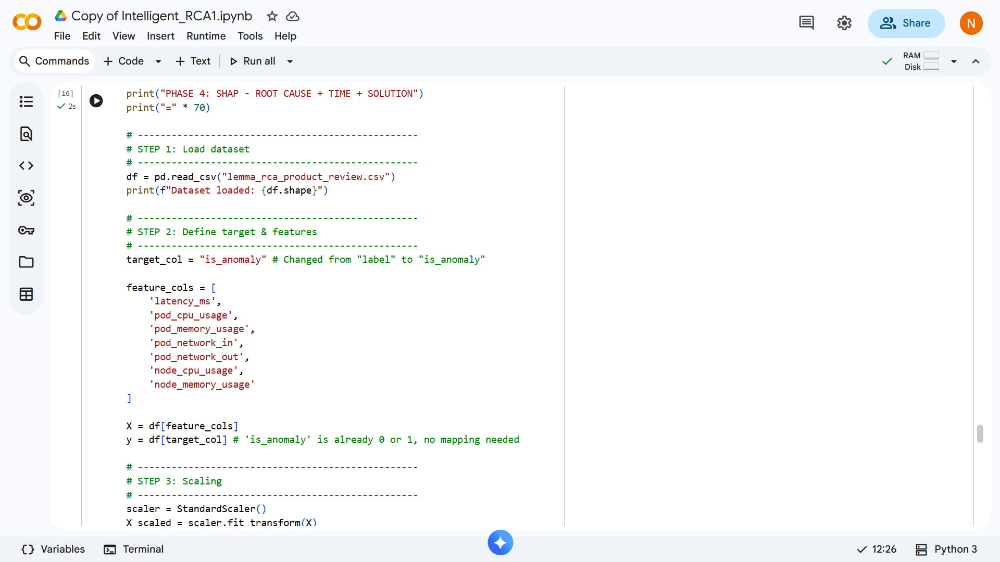 Copy of Intelligent_RCA1.ipynb
File Edit View Insert Runtime Tools Help
Share
N
Commands + Code + Text Run all
RAM
Disk
[16]
2s
print("PHASE 4: SHAP - ROOT CAUSE + TIME + SOLUTION")
print("=" * 70)
# --------------------------------------------------
# STEP 1: Load dataset
# --------------------------------------------------
df = pd.read_csv("lemma_rca_product_review.csv")
print(f"Dataset loaded: {df.shape}")
# --------------------------------------------------
# STEP 2: Define target & features
# --------------------------------------------------
target_col = "is_anomaly" # Changed from "label" to "is_anomaly"
feature_cols = [
    'latency_ms',
    'pod_cpu_usage',
    'pod_memory_usage',
    'pod_network_in',
    'pod_network_out',
    'node_cpu_usage',
    'node_memory_usage'
]
X = df[feature_cols]
y = df[target_col] # 'is_anomaly' is already 0 or 1, no mapping needed
# --------------------------------------------------
# STEP 3: Scaling
# --------------------------------------------------
scaler = StandardScaler()
X_scaled = scaler.fit_transform(X)
Variables Terminal
12:26 Python 3